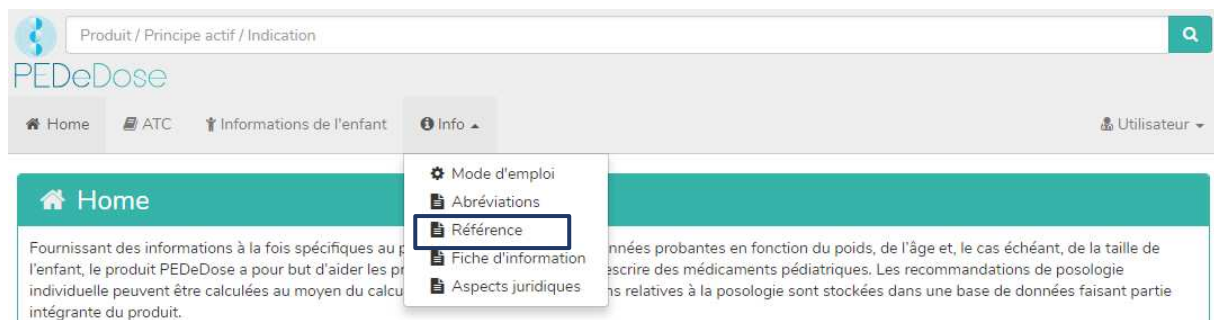 Produit / Principe actif / Indication
PEDeDose
Home ATC Informations de l'enfant Info Utilisateur
Mode d'emploi
Abréviations
Référence
Fiche d'information
Aspects juridiques
Home
Fournissant des informations à la fois spécifiques au p nnées probantes en fonction du poids, de l'âge et, le cas échéant, de la taille de
l'enfant, le produit PEDeDose a pour but d'aider les pr escrire des médicaments pédiatriques. Les recommandations de posologie
individuelle peuvent être calculées au moyen du calcu ns relatives à la posologie sont stockées dans une base de données faisant partie
intégrante du produit.